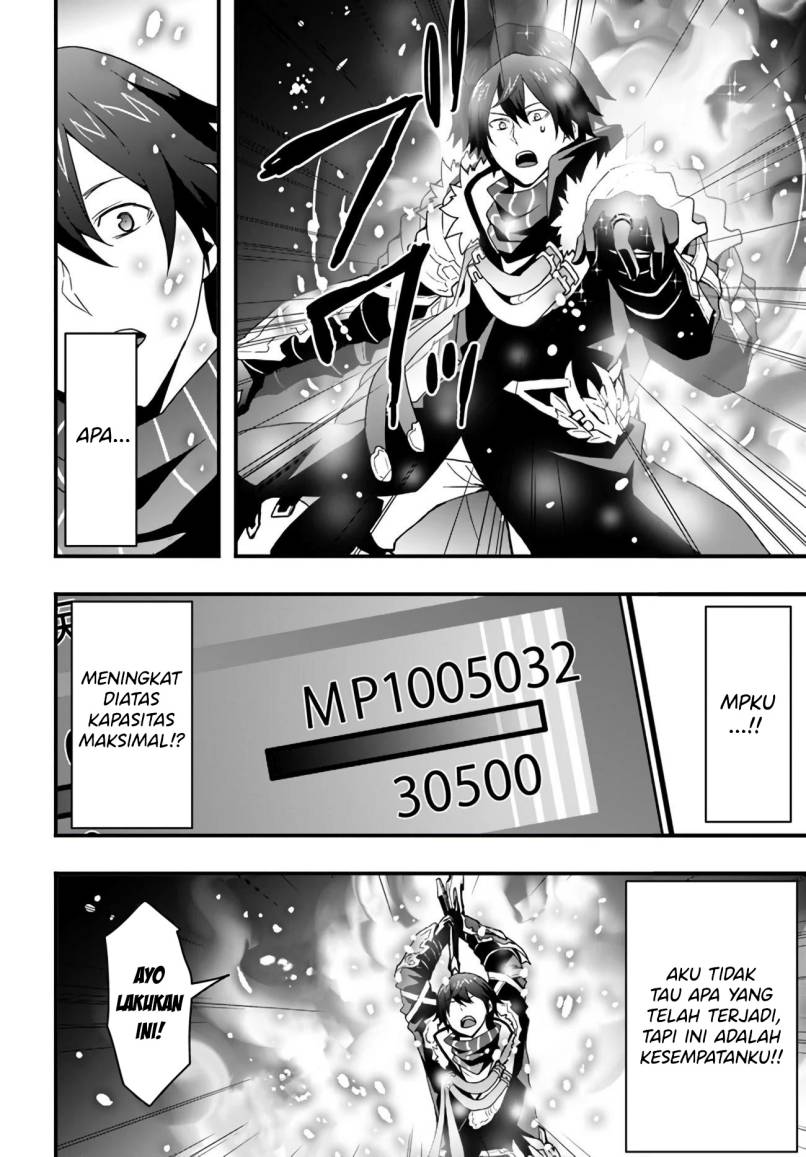 APA...
MPKU
...!!
MP1005032
30500
MENINGKAT
DIATAS
KAPASITAS
MAKSIMAL!?
AKU TIDAK
TAU APA YANG
TELAH TERJADI,
TAPI INI ADALAH
KESEMPATANKU!!
AYO
LAKUKAN
INI!